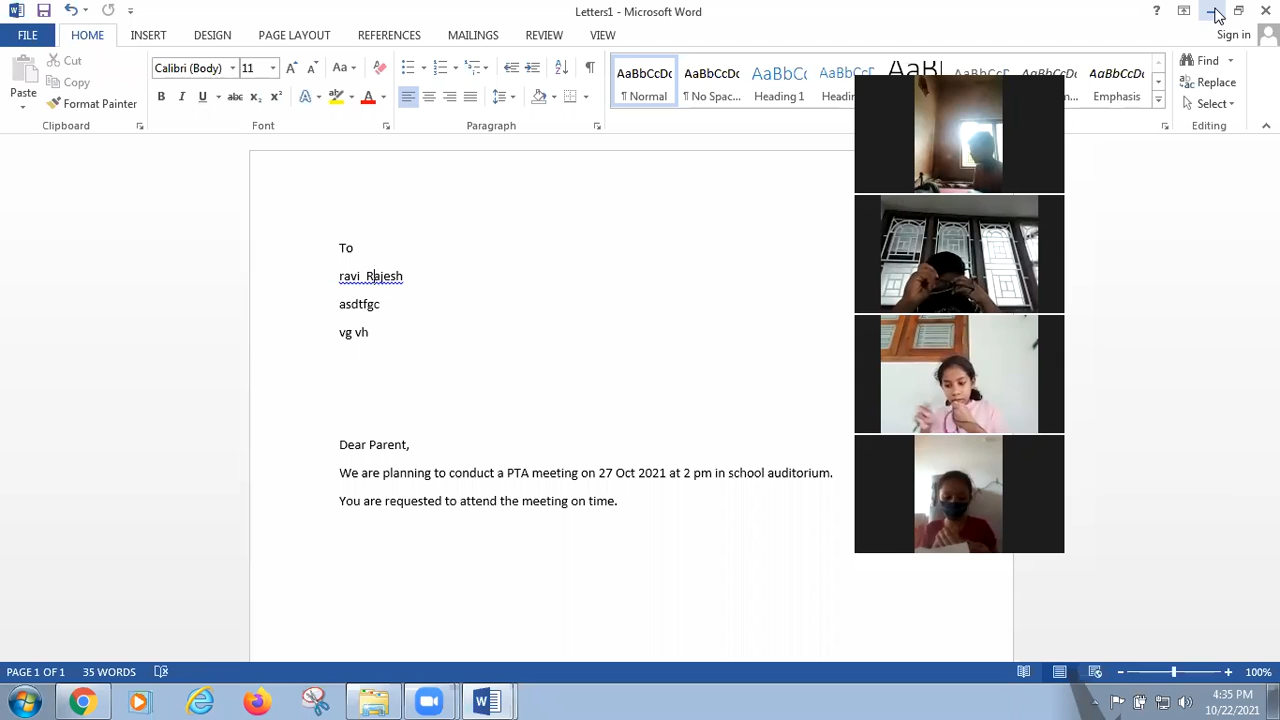 Letters1 - Microsoft Word
?
FILE HOME INSERT DESIGN PAGE LAYOUT REFERENCES MAILINGS REVIEW VIEW Sign in
Cut
Copy
Format Painter
Paste
Clipboard
Calibri (Body) 11
Font
Paragraph
AaBbCcDc AaBbCcDc AaBbCc AaBbCc
¶ Normal ¶ No Spac... Heading 1 Emphasis
Find
Replace
Select
Editing
To
ravi Rajesh
asdtfgc
vg vh
Dear Parent,
We are planning to conduct a PTA meeting on 27 Oct 2021 at 2 pm in school auditorium.
You are requested to attend the meeting on time.
PAGE 1 OF 1 35 WORDS 100%
4:35 PM
10/22/2021